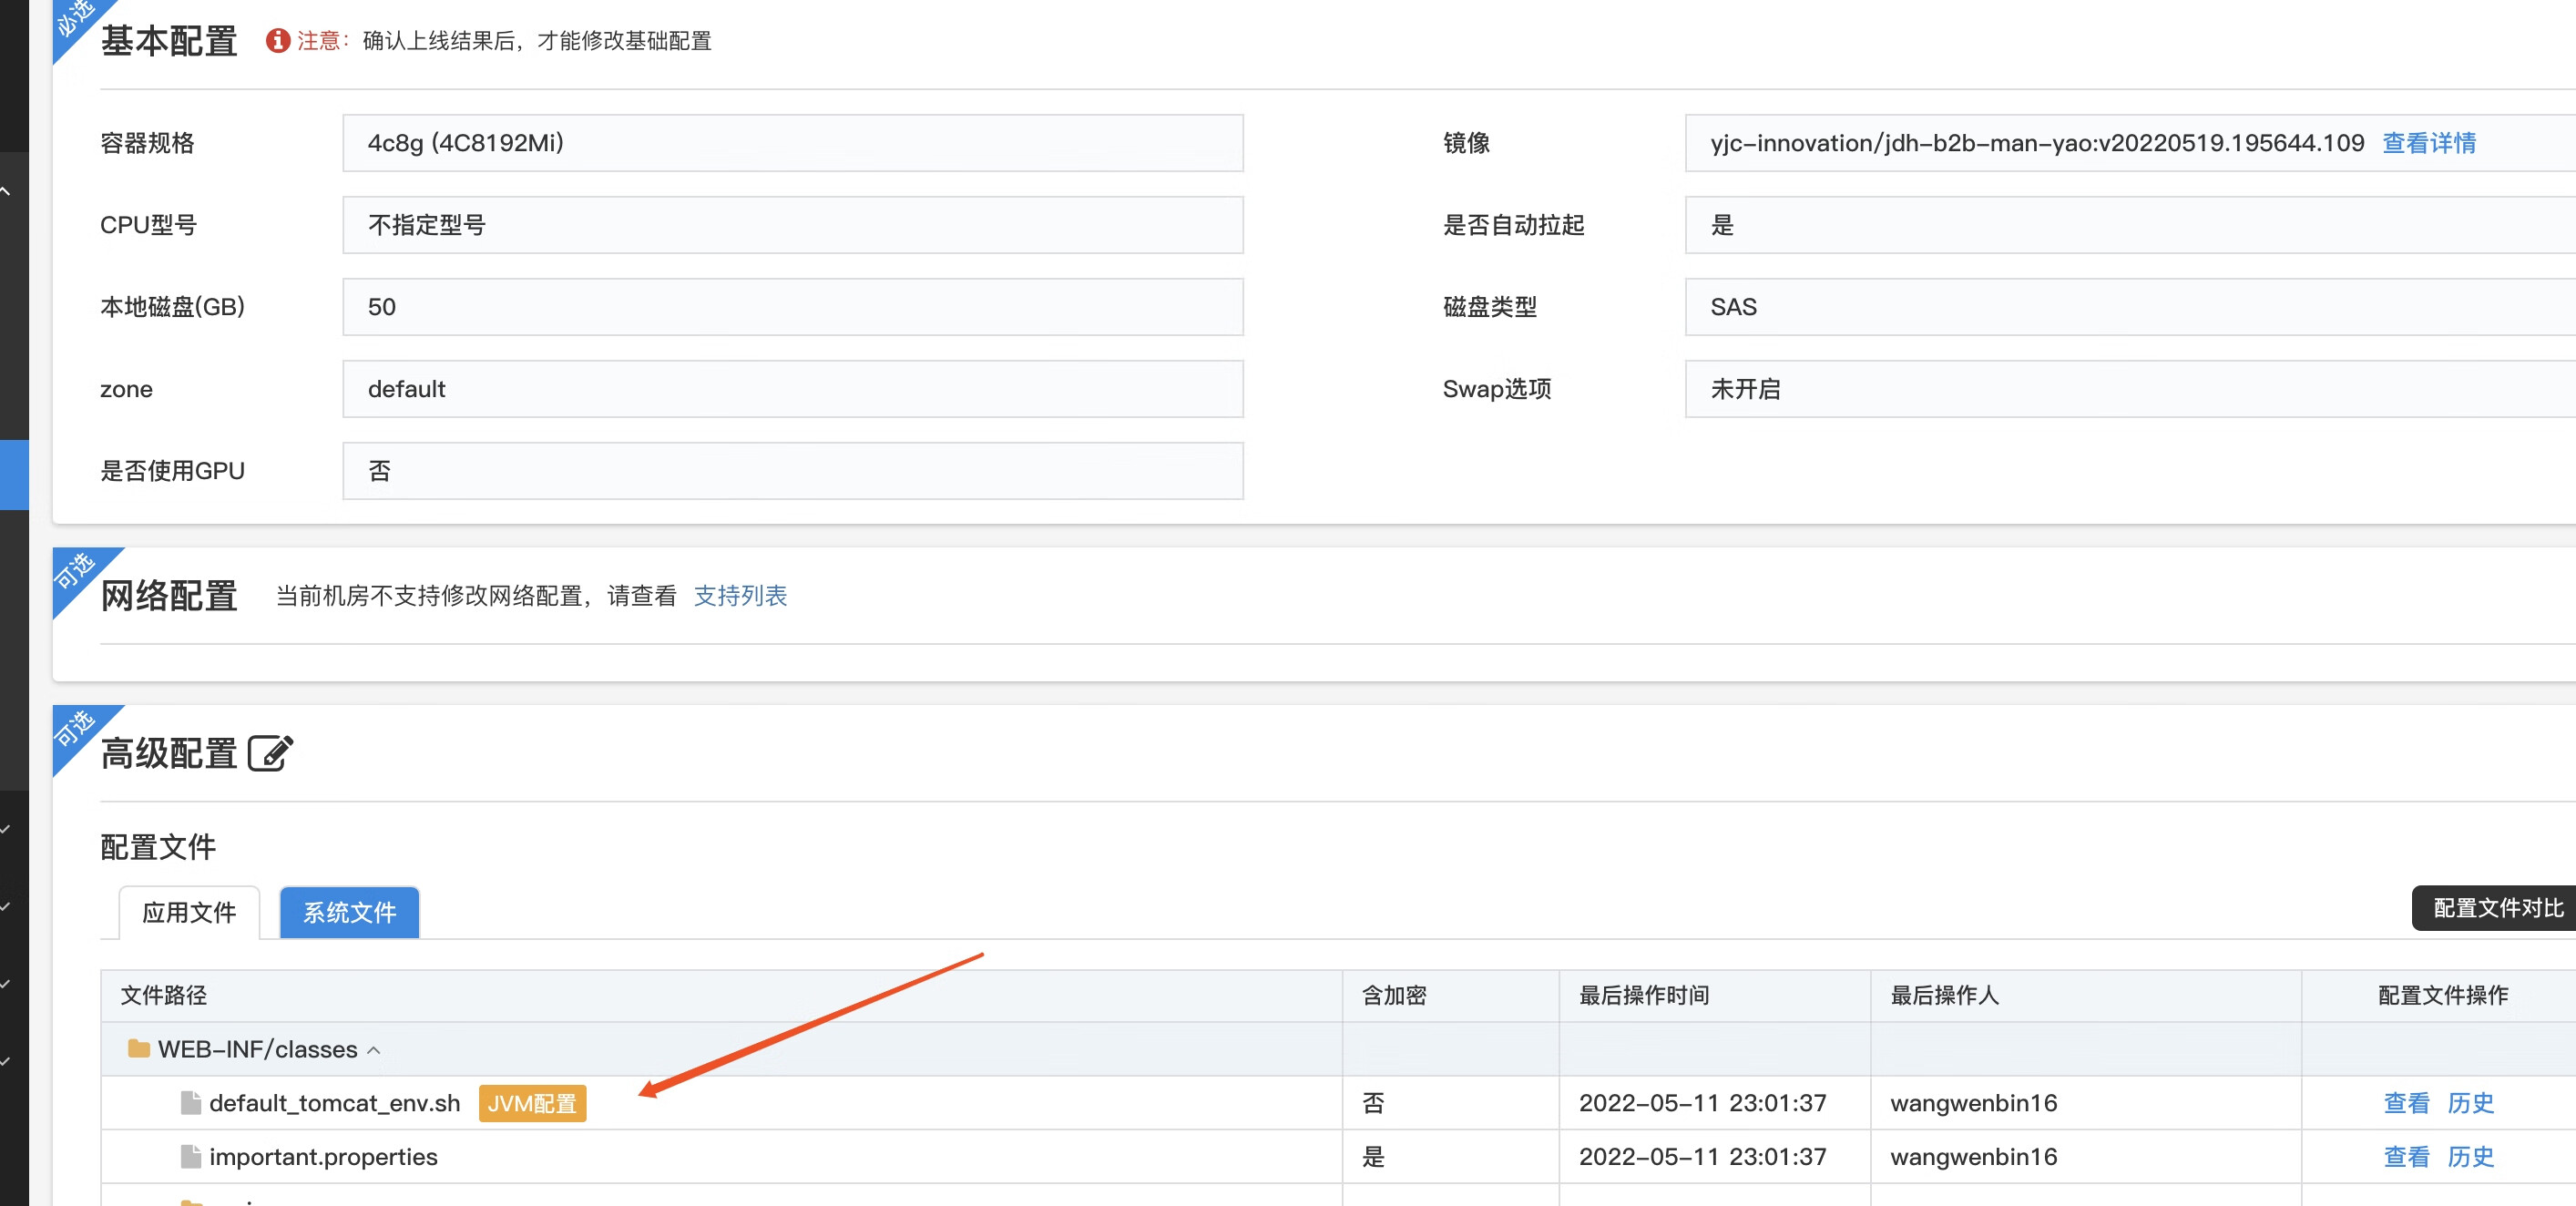 必选
基本配置 注意：确认上线结果后，才能修改基础配置
容器规格 4c8g (4C8192Mi) 镜像 yjc-innovation/jdh-b2b-man-yao:v20220519.195644.109 查看详情
CPU型号 不指定型号 是否自动拉起 是
本地磁盘(GB) 50 磁盘类型 SAS
zone default Swap选项 未开启
是否使用GPU 否
可选
网络配置 当前机房不支持修改网络配置，请查看 支持列表
可选
高级配置
配置文件
应用文件 系统文件 配置文件对比
文件路径 含加密 最后操作时间 最后操作人 配置文件操作
WEB-INF/classes
default_tomcat_env.sh JVM配置 否 2022-05-11 23:01:37 wangwenbin16 查看 历史
important.properties 是 2022-05-11 23:01:37 wangwenbin16 查看 历史